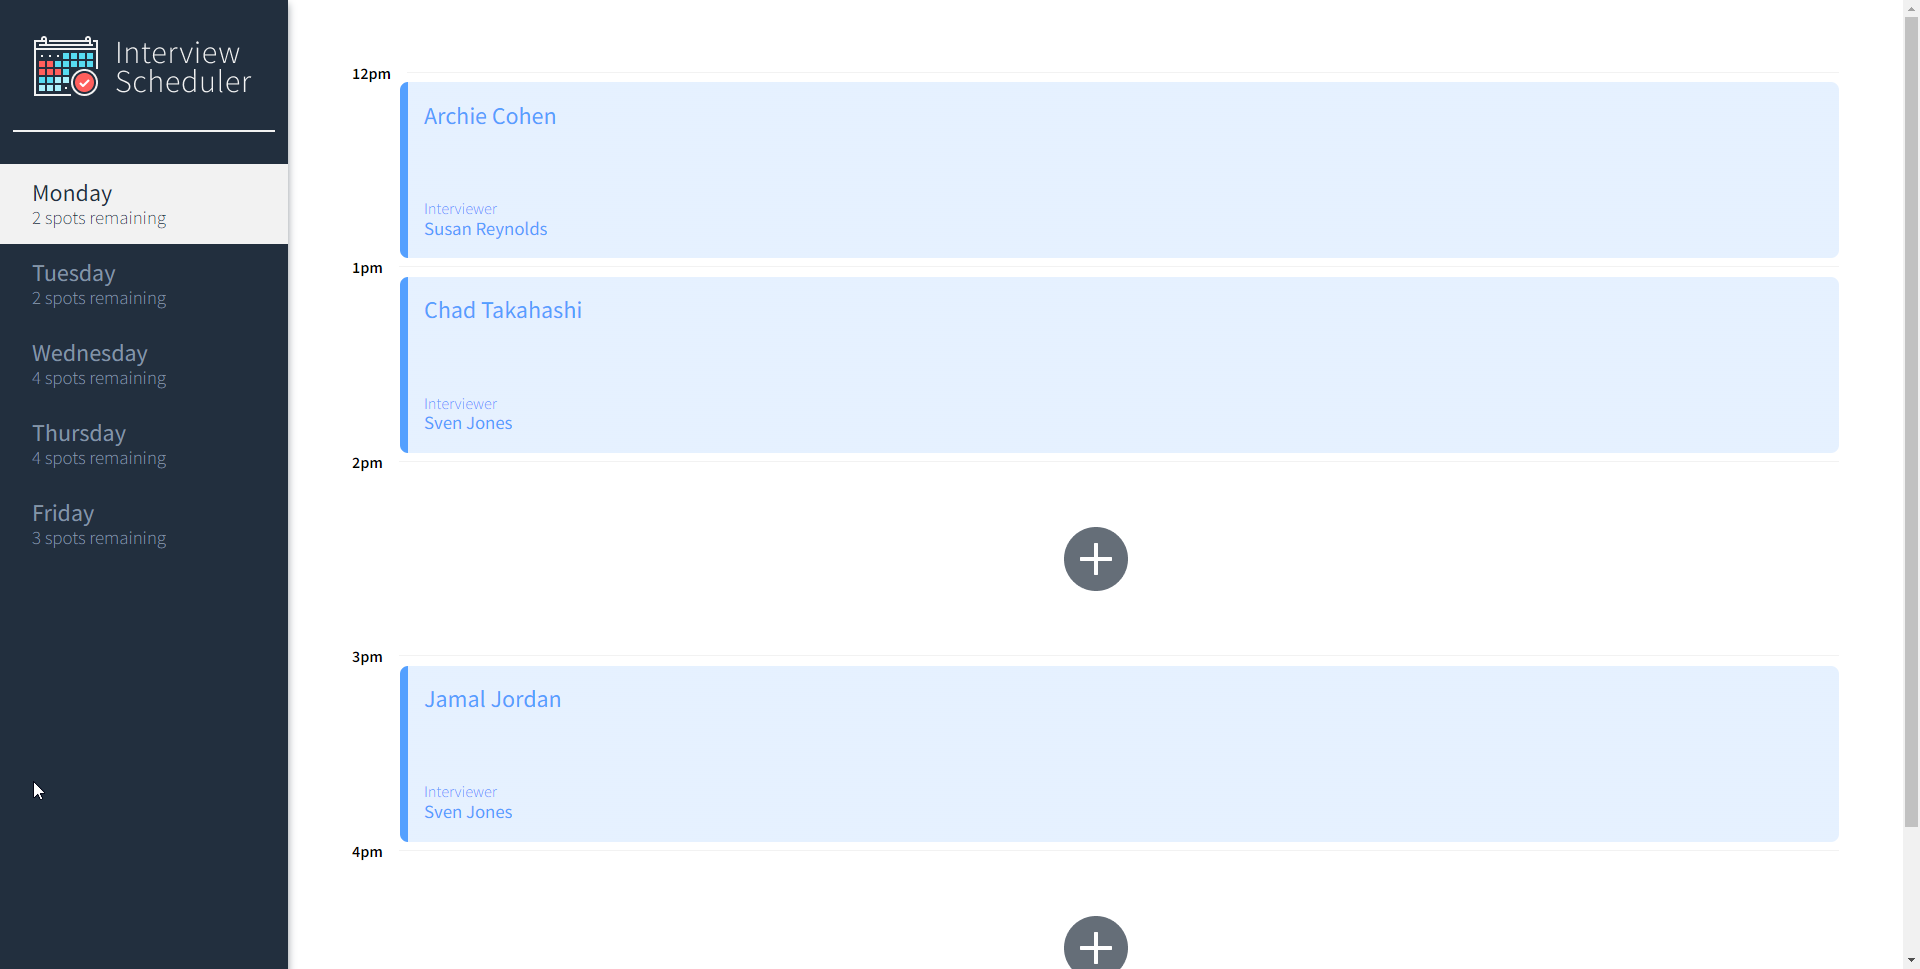 Interview
Scheduler
Monday
2 spots remaining
Tuesday
2 spots remaining
Wednesday
4 spots remaining
Thursday
4 spots remaining
Friday
3 spots remaining
12pm
Archie Cohen
Interviewer
Susan Reynolds
1pm
Chad Takahashi
Interviewer
Sven Jones
2pm
3pm
Jamal Jordan
Interviewer
Sven Jones
4pm